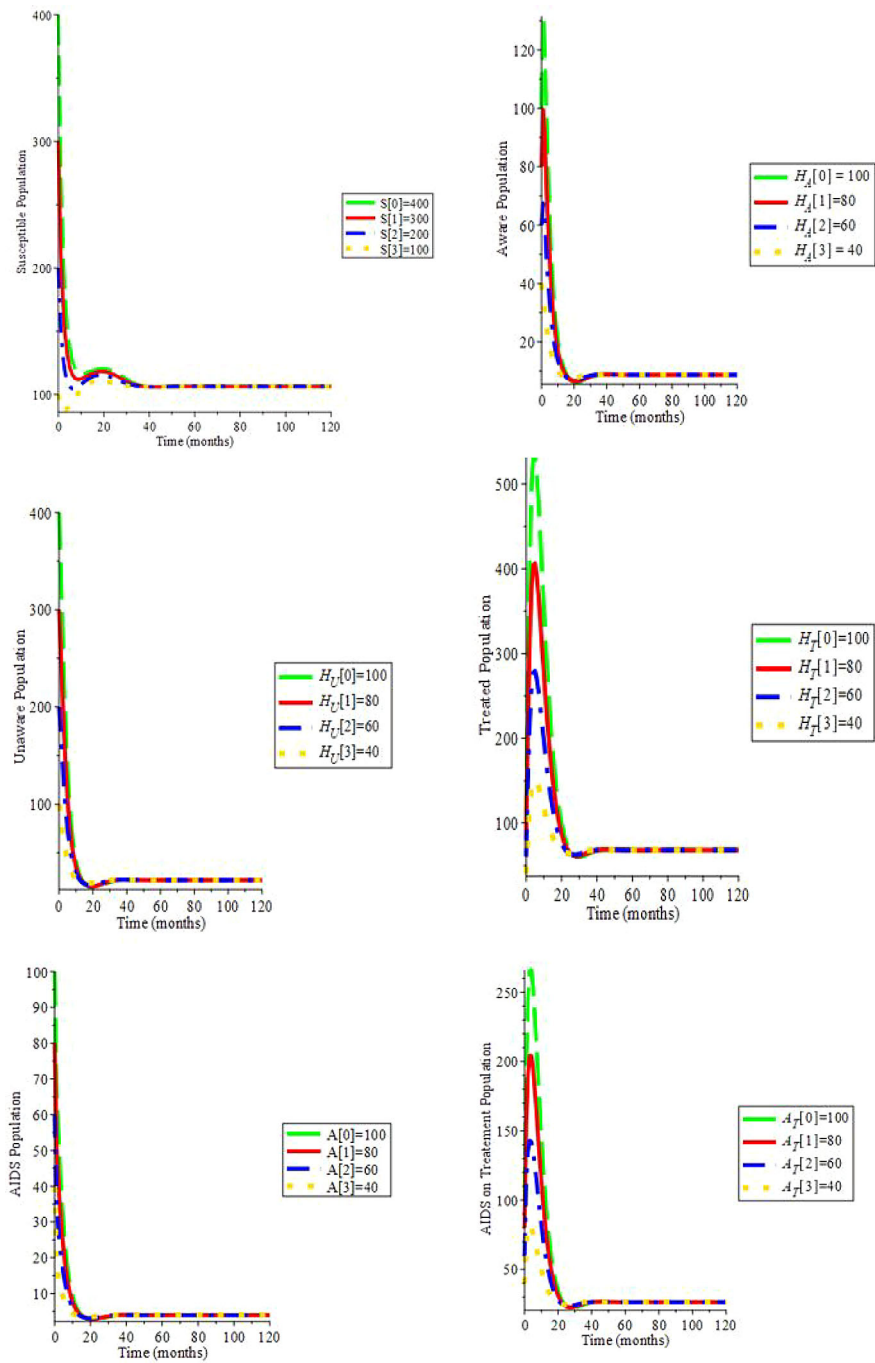 400
300
200
100
Susceptible Population
0 20 40 60 80 100 120
Time (months)
S[0]=400
S[1]=300
S[2]=200
S[3]=100
120
100
80
60
40
20
Aware Population
0 20 40 60 80 100 120
Time (months)
H_A[0] = 100
H_A[1]=80
H_A[2]=60
H_A[3] = 40
400
300
200
100
Unaware Population
0 20 40 60 80 100 120
Time (months)
H_U[0]=100
H_U[1]=80
H_U[2]=60
H_U[3]=40
500
400
300
200
100
Treated Population
0 20 40 60 80 100 120
Time (months)
H_T[0]=100
H_T[1]=80
H_T[2]=60
H_T[3]=40
100
90
80
70
60
50
40
30
20
10
AIDS Population
0 20 40 60 80 100 120
Time (months)
A[0]=100
A[1]=80
A[2]=60
A[3]=40
250
200
150
100
50
AIDS on Treatement Population
0 20 40 60 80 100 120
Time (months)
A_T[0]=100
A_T[1]=80
A_T[2]=60
A_T[3]=40